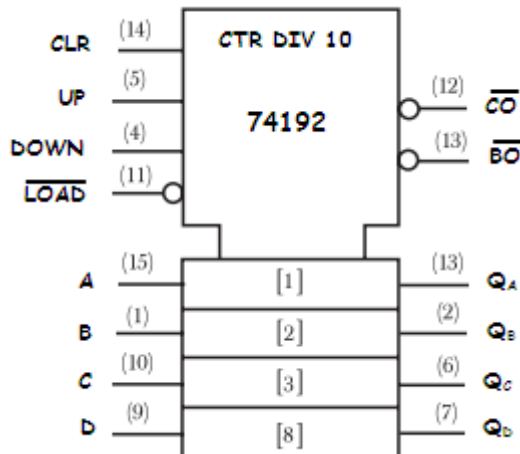 CTR DIV 10
74192
CLR (14)
UP (5)
DOWN (4)
LOAD (11)
(12) CO
(13) BO
A (15) [1] (13) QA
B (1) [2] (2) QB
C (10) [3] (6) QC
D (9) [8] (7) QD